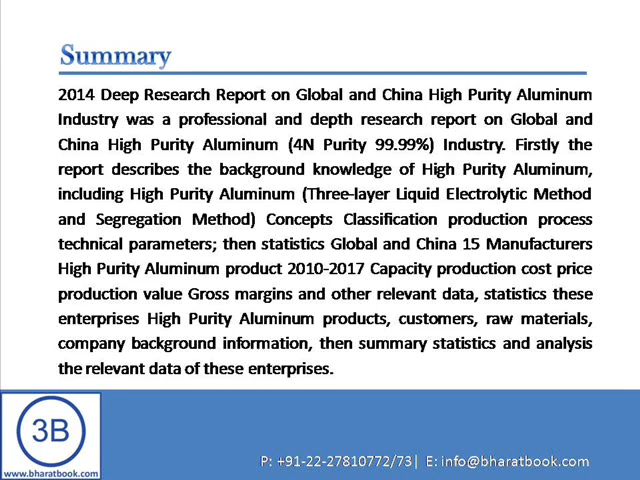 Summary
2014 Deep Research Report on Global and China High Purity Aluminum
Industry was a professional and depth research report on Global and
China High Purity Aluminum (4N Purity 99.99%) Industry. Firstly the
report describes the background knowledge of High Purity Aluminum,
including High Purity Aluminum (Three-layer Liquid Electrolytic Method
and Segregation Method) Concepts Classification production process
technical parameters; then statistics Global and China 15 Manufacturers
High Purity Aluminum product 2010-2017 Capacity production cost price
production value Gross margins and other relevant data, statistics these
enterprises High Purity Aluminum products, customers, raw materials,
company background information, then summary statistics and analysis
the relevant data of these enterprises.
3B
www.bharatbook.com
P: +91-22-27810772/73| E: info@bharatbook.com